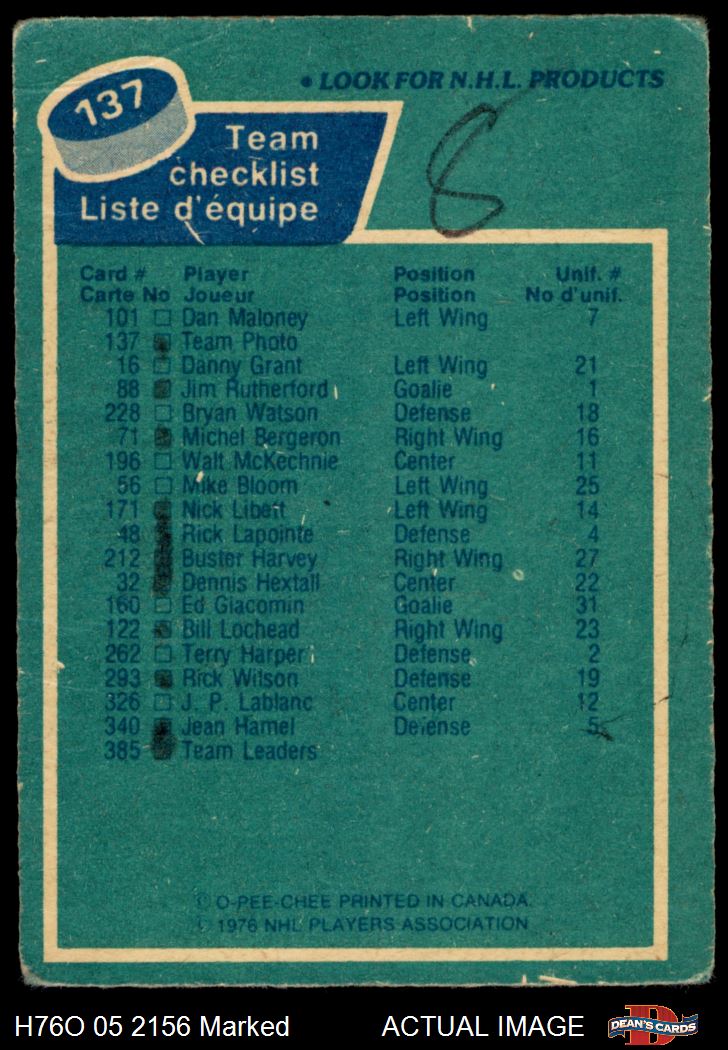 • LOOK FOR N.H.L. PRODUCTS
137
8
Team
checklist
Liste d'équipe
Card # Player Position Unif. #
Carte No Joueur Position No d'unif.
101 Dan Maloney Left Wing 7
137 Team Photo
16 Danny Grant Left Wing 21
88 Jim Rutherford Goalie 1
228 Bryan Watson Defense 18
71 Michel Bergeron Right Wing 16
196 Walt McKechnie Center 11
56 Mike Bloom Left Wing 25
171 Nick Libett Left Wing 14
48 Rick Lapointe Defense 4
212 Buster Harvey Right Wing 27
32 Dennis Hextall Center 22
160 Ed Giacomin Goalie 31
122 Bill Lochead Right Wing 23
262 Terry Harper Defense 2
293 Rick Wilson Defense 19
326 J. P. Lablanc Center 12
340 Jean Hamel Defense 5
385 Team Leaders
© O-PEE-CHEE PRINTED IN CANADA.
© 1976 NHL PLAYERS ASSOCIATION
H76O 05 2156 Marked ACTUAL IMAGE DEAN'S CARDS